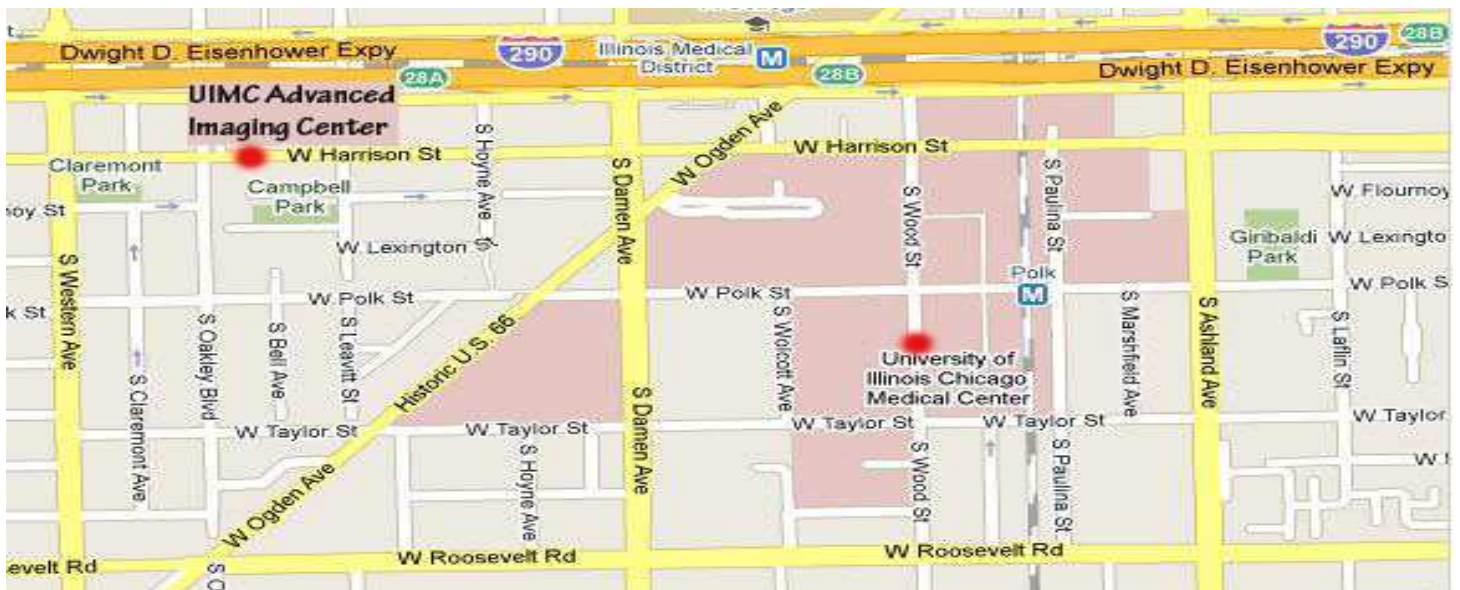 Dwight D. Eisenhower Expy
290
Illinois Medical
District
M
28B
290
28B
Dwight D. Eisenhower Expy
28A
UIMC Advanced
Imaging Center
W Harrison St
W Harrison St
W Ogden Ave
S Hoyne Ave
S Damen Ave
S Wood St
S Paulina St
Claremont
Park
Campbell
Park
W Flournoy
oy St
W Lexington St
Giribaldi
Park
W Lexingto
S Western Ave
W Polk St
W Polk St
Polk
M
W Polk S
k St
S Oakley Blvd
S Bell Ave
S Leavitt St
Historic U.S. 66
S Wolcott Ave
S Marshfield Ave
S Ashland Ave
S Laflin St
University of
Illinois Chicago
Medical Center
S Claremont Ave
S Damen Ave
W Taylor St
W Taylor St
W Taylor St
W Taylor St
W Taylor
S Hoyne Ave
S Wood St
S Paulina St
W Ogden Ave
W Roosevelt Rd
W Roosevelt Rd
evelt Rd